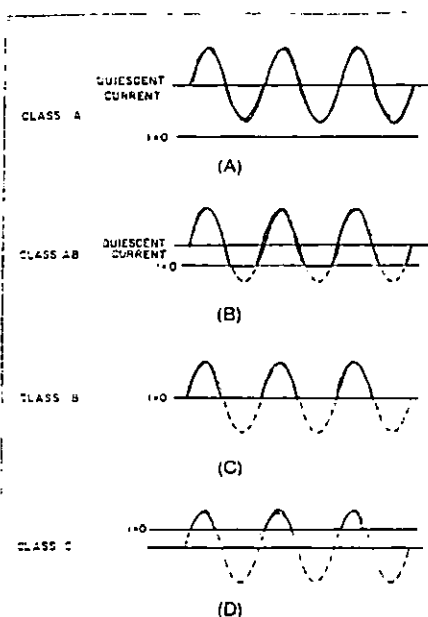 QUIESCENT
CURRENT
CLASS A
I=0
(A)
QUIESCENT
CURRENT
CLASS AB
I=0
(B)
CLASS B
I=0
(C)
I=0
CLASS C
(D)